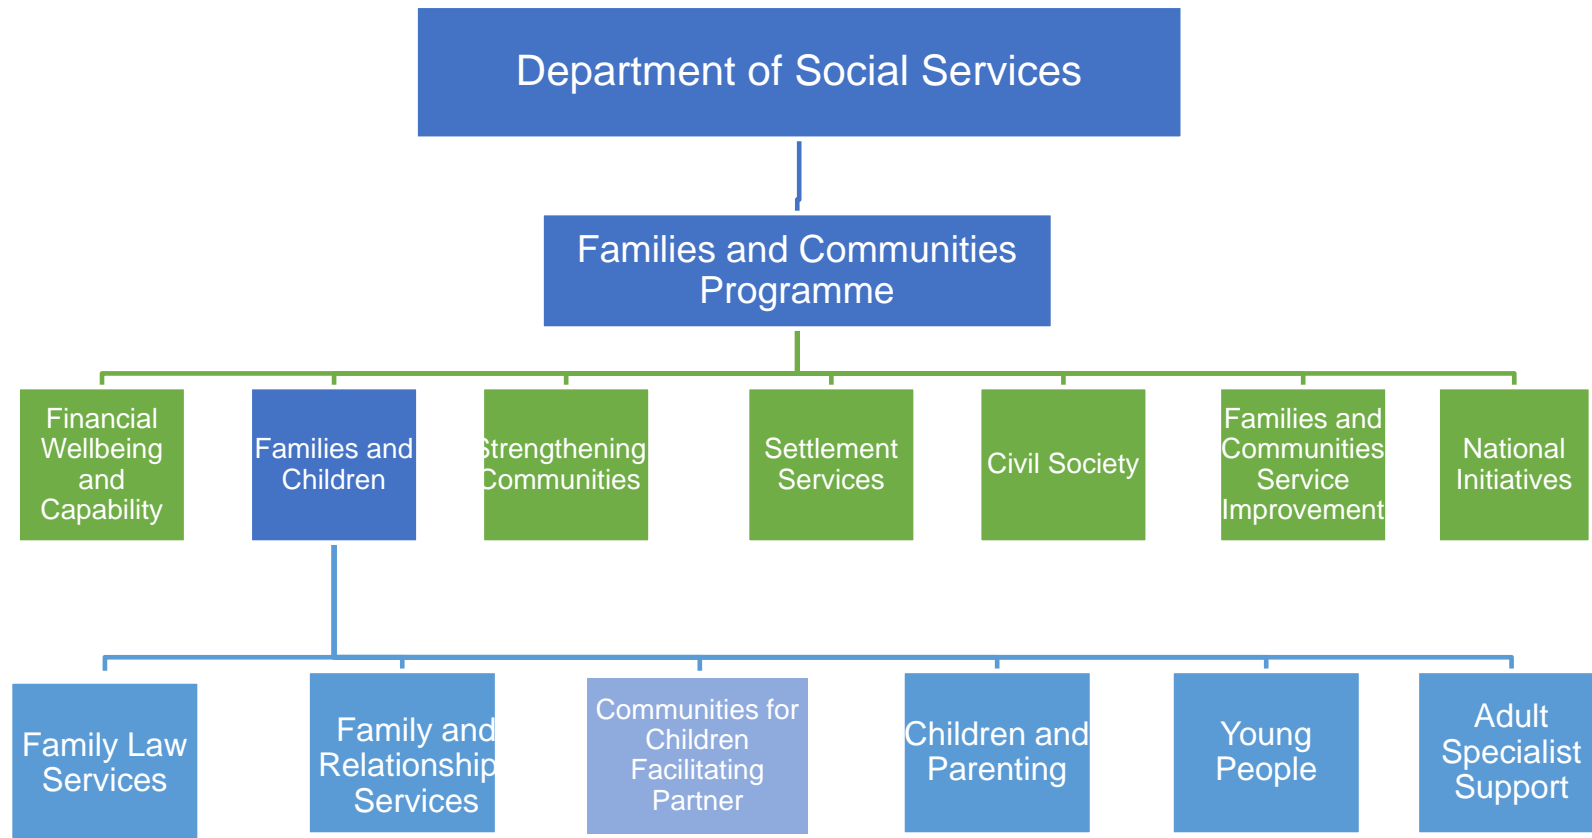 Department of Social Services
Families and Communities
Programme
Financial
Wellbeing
and
Capability
Families and
Children
Strengthening
Communities
Settlement
Services
Civil Society
Families and
Communities
Service
Improvement
National
Initiatives
Family Law
Services
Family and
Relationship
Services
Communities for
Children
Facilitating
Partner
Children and
Parenting
Young
People
Adult
Specialist
Support